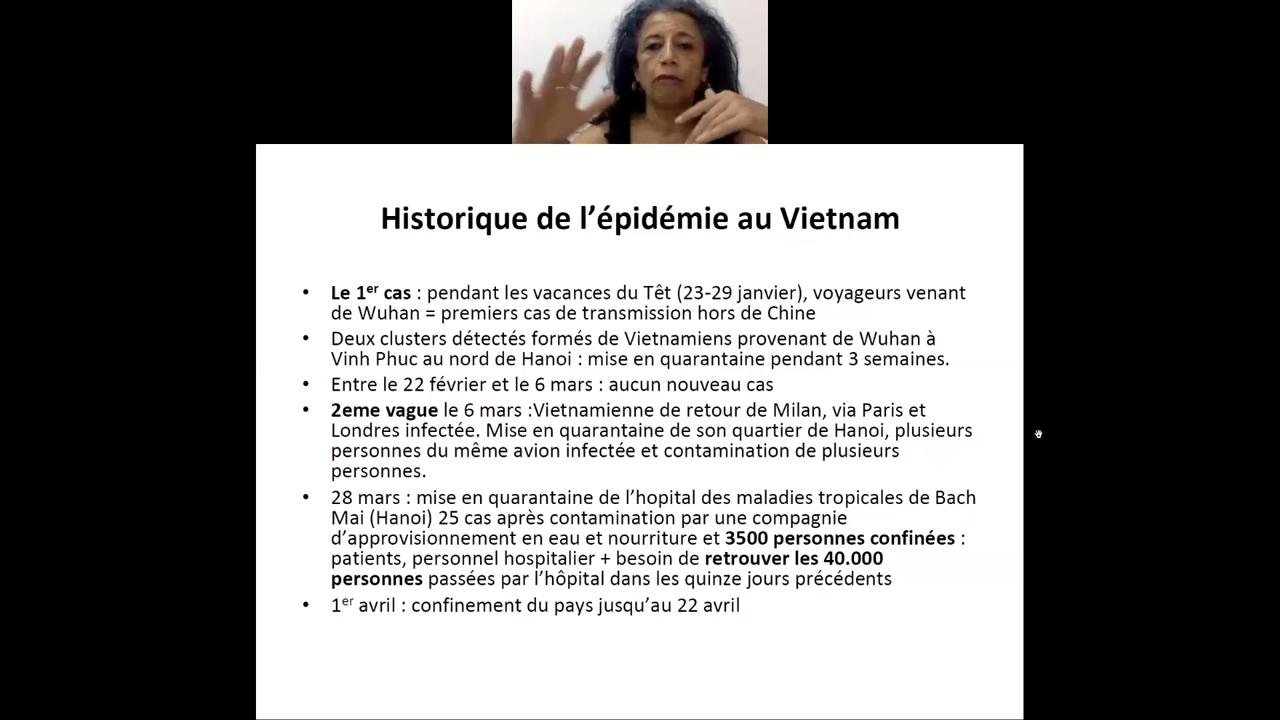 Historique de l’épidémie au Vietnam
• Le 1er cas : pendant les vacances du Têt (23-29 janvier), voyageurs venant
de Wuhan = premiers cas de transmission hors de Chine
• Deux clusters détectés formés de Vietnamiens provenant de Wuhan à
Vinh Phuc au nord de Hanoi : mise en quarantaine pendant 3 semaines.
• Entre le 22 février et le 6 mars : aucun nouveau cas
• 2eme vague le 6 mars :Vietnamienne de retour de Milan, via Paris et
Londres infectée. Mise en quarantaine de son quartier de Hanoi, plusieurs
personnes du même avion infectée et contamination de plusieurs
personnes.
• 28 mars : mise en quarantaine de l’hopital des maladies tropicales de Bach
Mai (Hanoi) 25 cas après contamination par une compagnie
d’approvisionnement en eau et nourriture et 3500 personnes confinées :
patients, personnel hospitalier + besoin de retrouver les 40.000
personnes passées par l’hôpital dans les quinze jours précédents
• 1er avril : confinement du pays jusqu’au 22 avril